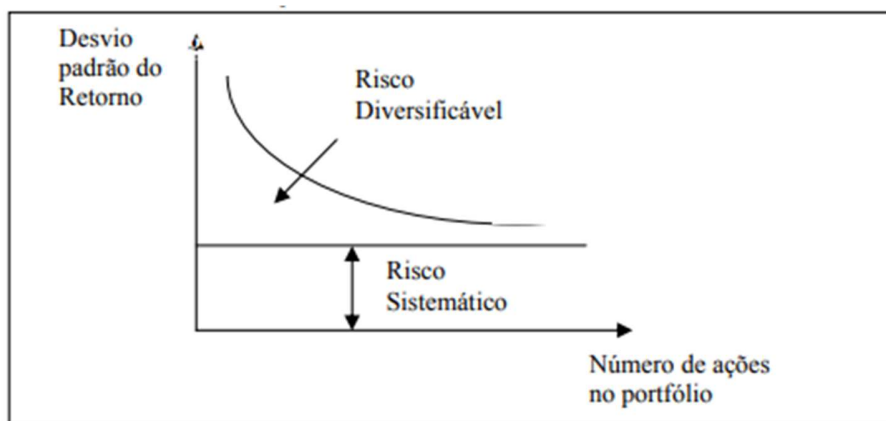 Desvio
padrão do
Retorno
Risco
Diversificável
Risco
Sistemático
Número de ações
no portfólio